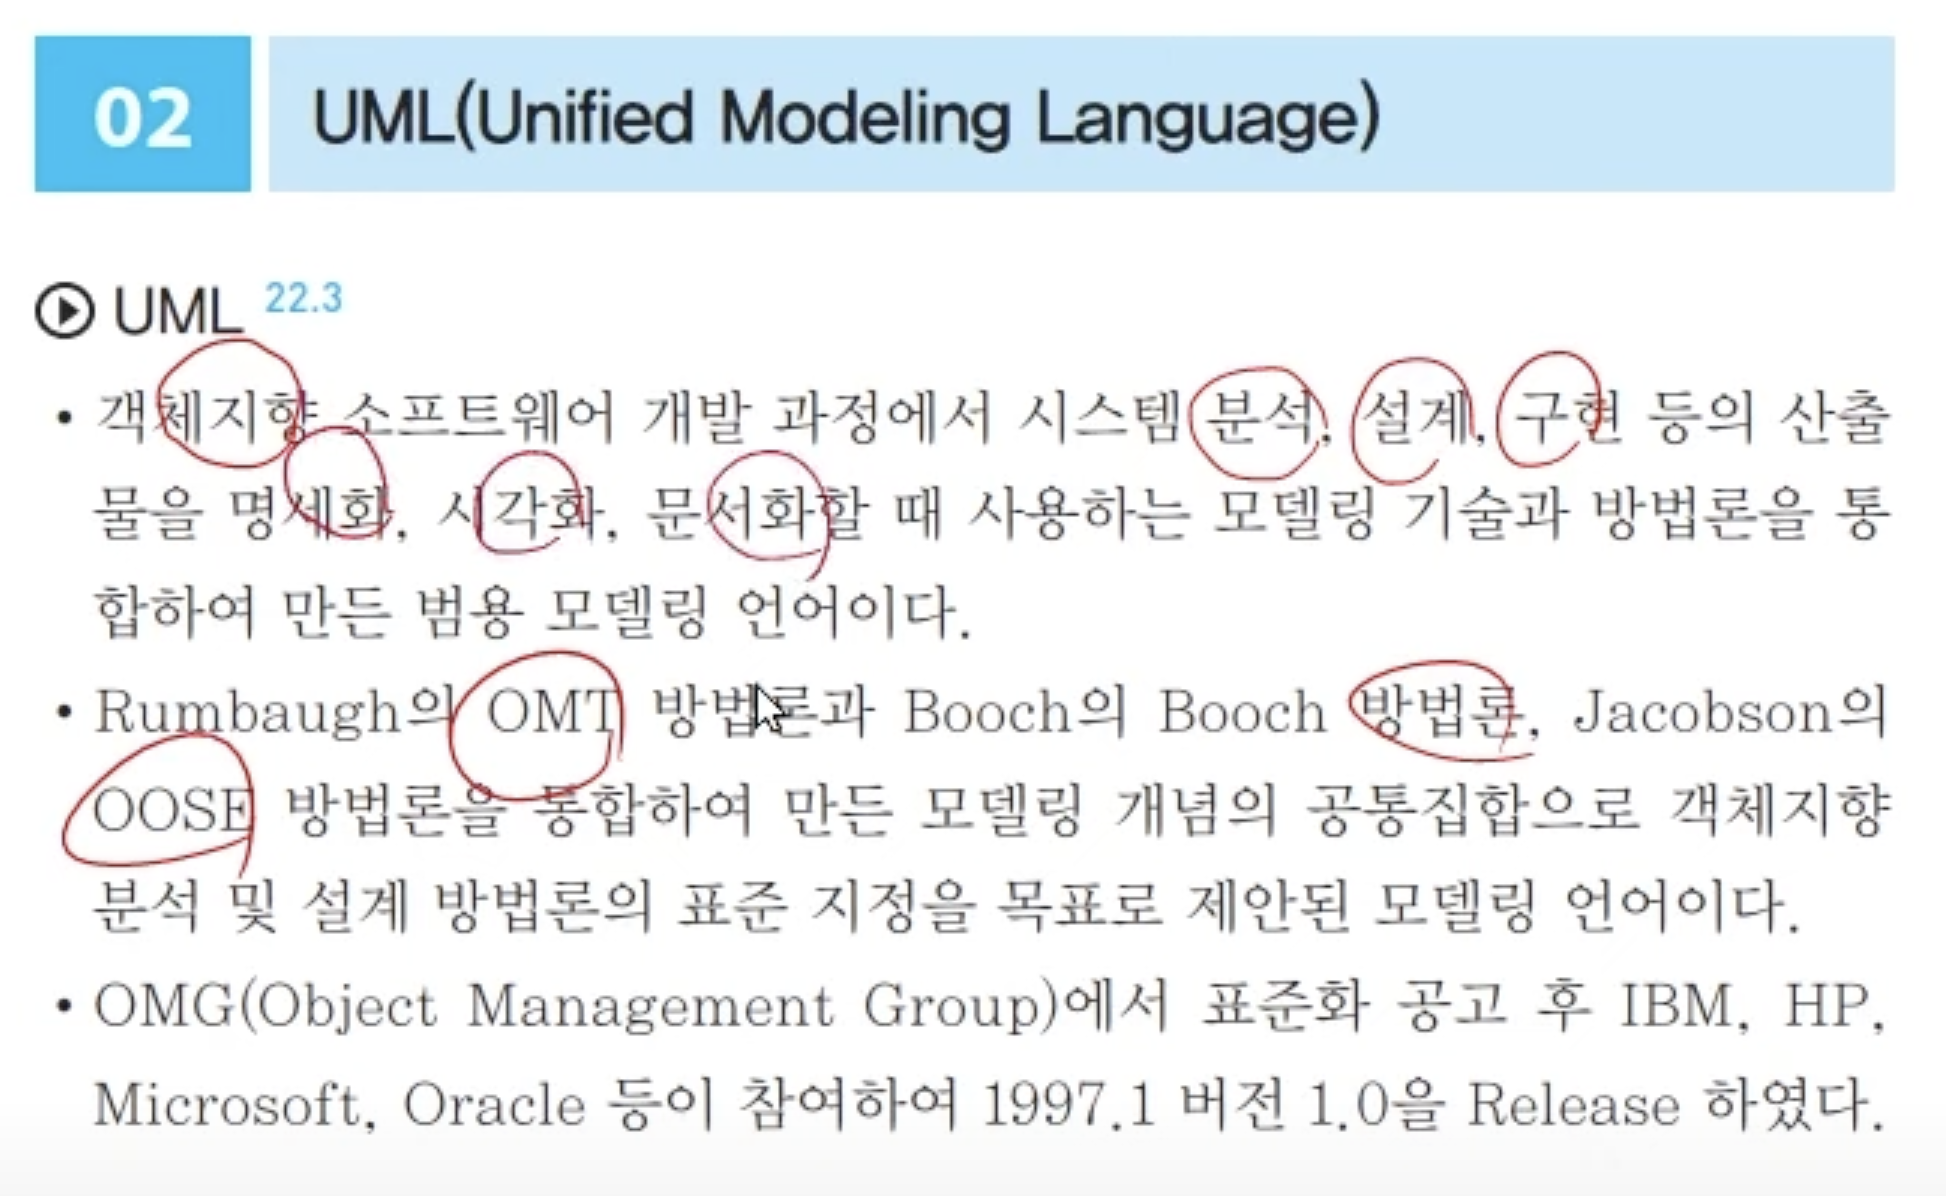 02 UML(Unified Modeling Language)
UML 22.3
• 객체지향 소프트웨어 개발 과정에서 시스템 분석, 설계, 구현 등의 산출
물을 명세화, 시각화, 문서화할 때 사용하는 모델링 기술과 방법론을 통
합하여 만든 범용 모델링 언어이다.
• Rumbaugh의 OMT 방법론과 Booch의 Booch 방법론, Jacobson의
OOSE 방법론을 통합하여 만든 모델링 개념의 공통집합으로 객체지향
분석 및 설계 방법론의 표준 지정을 목표로 제안된 모델링 언어이다.
• OMG(Object Management Group)에서 표준화 공고 후 IBM, HP,
Microsoft, Oracle 등이 참여하여 1997.1 버전 1.0을 Release 하였다.